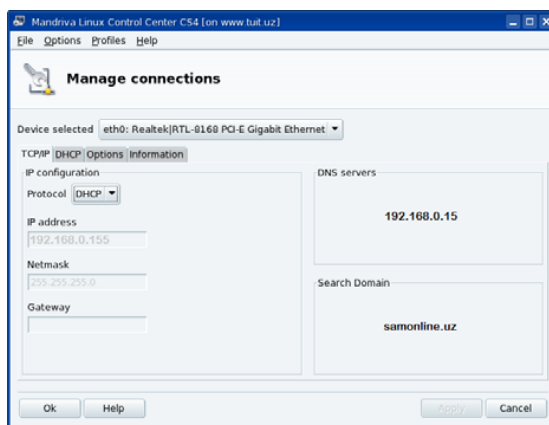 Mandriva Linux Control Center CS4 [on www.tuit.uz]
File Options Profiles Help
Manage connections
Device selected eth0: Realtek|RTL-8168 PCI-E Gigabit Ethernet
TCP/IP DHCP Options Information
IP configuration
Protocol DHCP
IP address
192.168.0.155
Netmask
255.255.255.0
Gateway
DNS servers
192.168.0.15
Search Domain
samonline.uz
Ok Help Apply Cancel